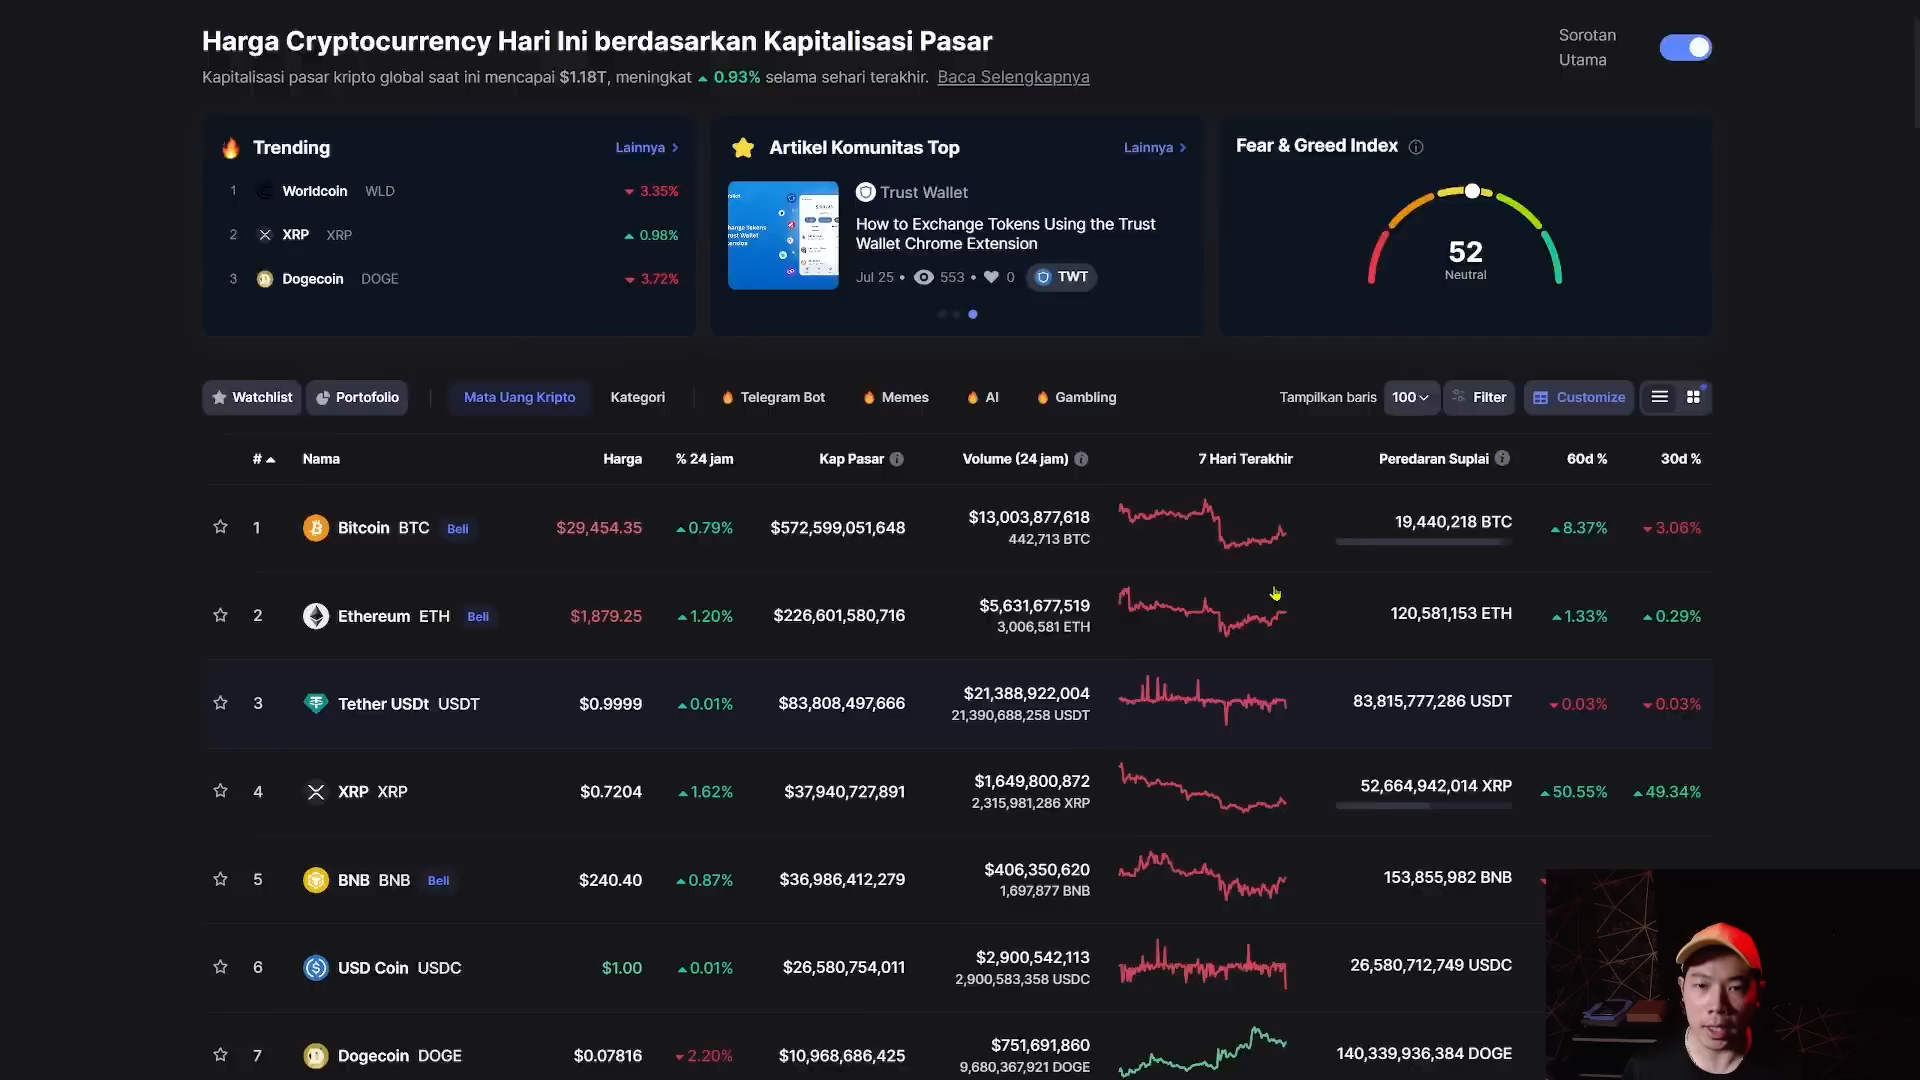 Harga Cryptocurrency Hari Ini berdasarkan Kapitalisasi Pasar
Kapitalisasi pasar kripto global saat ini mencapai $1.18T, meningkat 0.93% selama sehari terakhir. Baca Selengkapnya
Sorotan
Utama
Trending
Lainnya
1 Worldcoin WLD 3.35%
2 XRP XRP 0.98%
3 Dogecoin DOGE 3.72%
Artikel Komunitas Top
Lainnya
Trust Wallet
How to Exchange Tokens Using the Trust
Wallet Chrome Extension
Jul 25 • 553 • 0 TWT
Fear & Greed Index
52
Neutral
Watchlist Portofolio Mata Uang Kripto Kategori Telegram Bot Memes AI Gambling Tampilkan baris 100 Filter Customize
# Nama Harga % 24 jam Kap Pasar Volume (24 jam) 7 Hari Terakhir Peredaran Suplai 60d % 30d %
1 Bitcoin BTC Beli $29,454.35 0.79% $572,599,051,648 $13,003,877,618 19,440,218 BTC 8.37% 3.06%
442,713 BTC
2 Ethereum ETH Beli $1,879.25 1.20% $226,601,580,716 $5,631,677,519 120,581,153 ETH 1.33% 0.29%
3,006,581 ETH
3 Tether USDt USDT $0.9999 0.01% $83,808,497,666 $21,388,922,004 83,815,777,286 USDT 0.03% 0.03%
21,390,688,258 USDT
4 XRP XRP $0.7204 1.62% $37,940,727,891 $1,649,800,872 52,664,942,014 XRP 50.55% 49.34%
2,315,981,286 XRP
5 BNB BNB Beli $240.40 0.87% $36,986,412,279 $406,350,620 153,855,982 BNB
1,697,877 BNB
6 USD Coin USDC $1.00 0.01% $26,580,754,011 $2,900,542,113 26,580,712,749 USDC
2,900,583,358 USDC
7 Dogecoin DOGE $0.07816 2.20% $10,968,686,425 $751,691,860 140,339,936,384 DOGE
9,680,367,921 DOGE